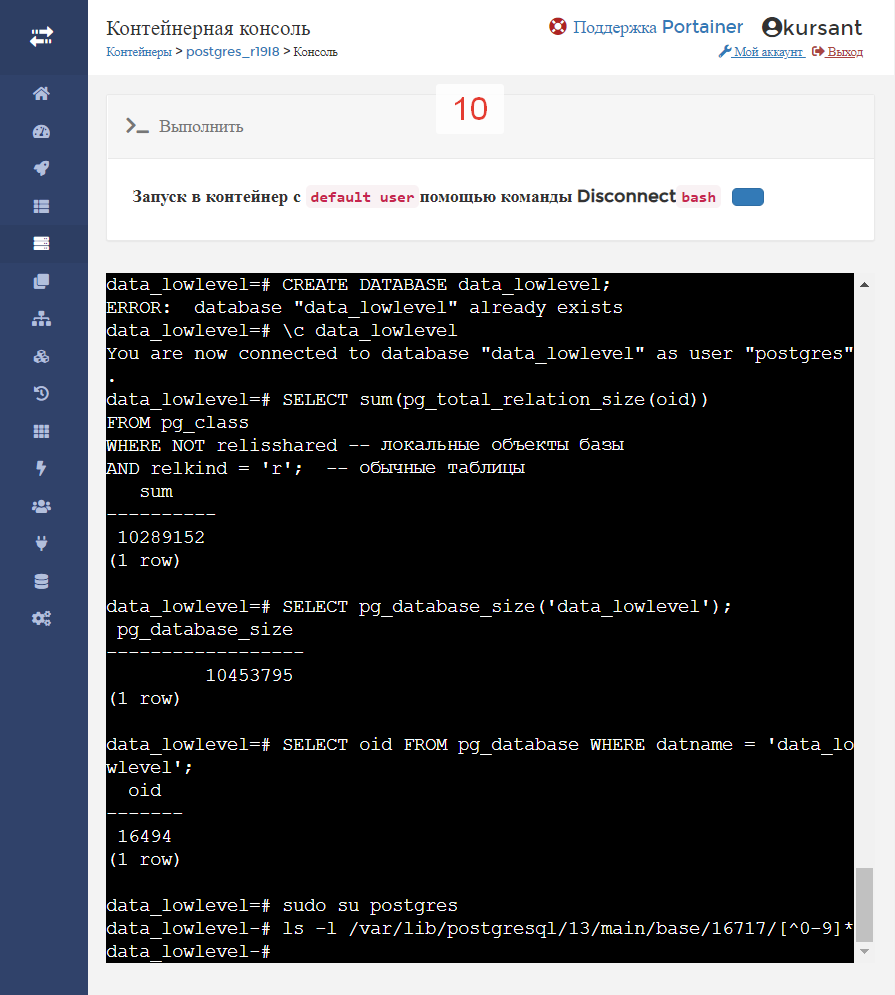 Контейнерная консоль
Поддержка Portainer
kursant
Контейнеры > postgres_r19l8 > Консоль
Мой аккаунт
Выход
10
Выполнить
Запуск в контейнер с default user помощью команды Disconnect bash
data_lowlevel=# CREATE DATABASE data_lowlevel;
ERROR:  database "data_lowlevel" already exists
data_lowlevel=# \c data_lowlevel
You are now connected to database "data_lowlevel" as user "postgres"
.
data_lowlevel=# SELECT sum(pg_total_relation_size(oid))
FROM pg_class
WHERE NOT relisshared -- локальные объекты базы
AND relkind = 'r';  -- обычные таблицы
   sum
----------
 10289152
(1 row)
data_lowlevel=# SELECT pg_database_size('data_lowlevel');
 pg_database_size
------------------
         10453795
(1 row)
data_lowlevel=# SELECT oid FROM pg_database WHERE datname = 'data_lo
wlevel';
  oid
-------
 16494
(1 row)
data_lowlevel=# sudo su postgres
data_lowlevel-# ls -l /var/lib/postgresql/13/main/base/16717/[^0-9]*
data_lowlevel-#